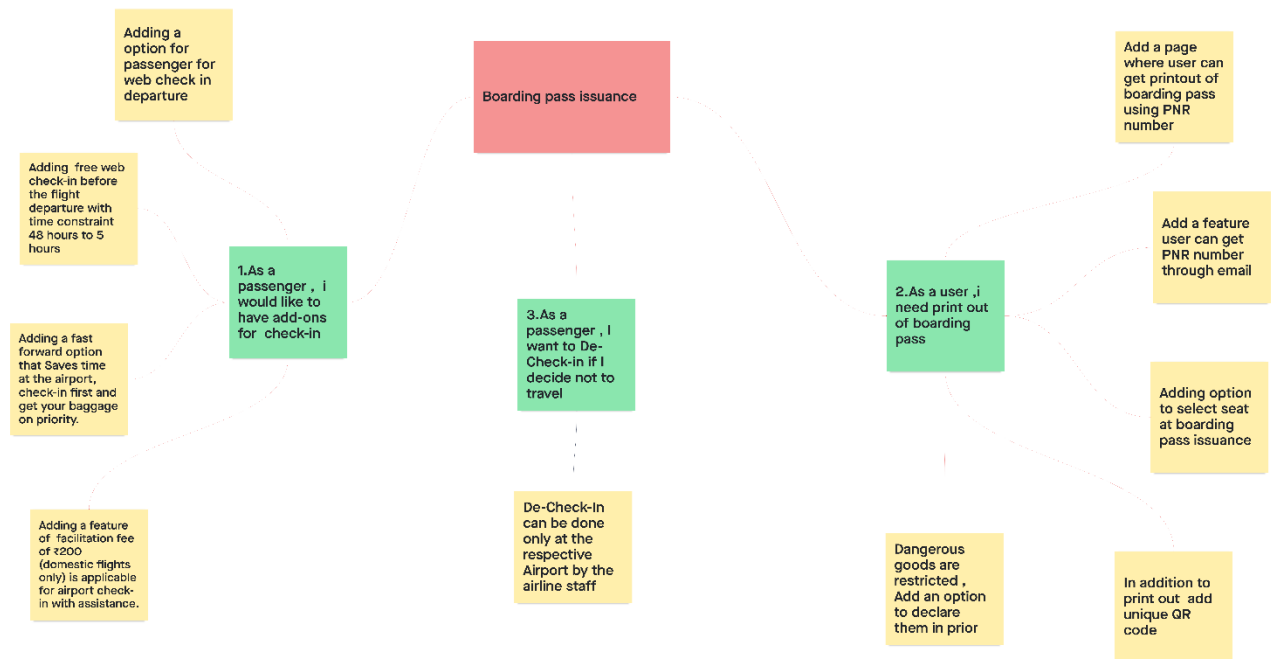 Adding a
option for
passenger for
web check in
departure
Boarding pass issuance
Add a page
where user can
get printout of
boarding pass
using PNR
number
Adding  free web
check-in before
the flight
departure with
time constraint
48 hours to 5
hours
Add a feature
user can get
PNR number
through email
1.As a
passenger ,  i
would like to
have add-ons
for  check-in
2.As a user ,i
need print out
of boarding
pass
3.As a
passenger , I
want to De-
Check-in if I
decide not to
travel
Adding a fast
forward option
that Saves time
at the airport,
check-in first and
get your baggage
on priority.
Adding option
to select seat
at boarding
pass issuance
De-Check-In
can be done
only at the
respective
Airport by the
airline staff
Adding a feature
of  facilitation fee
of ₹200
(domestic flights
only) is applicable
for airport check-
in with assistance.
Dangerous
goods are
restricted ,
Add an option
to declare
them in prior
In addition to
print out  add
unique QR
code